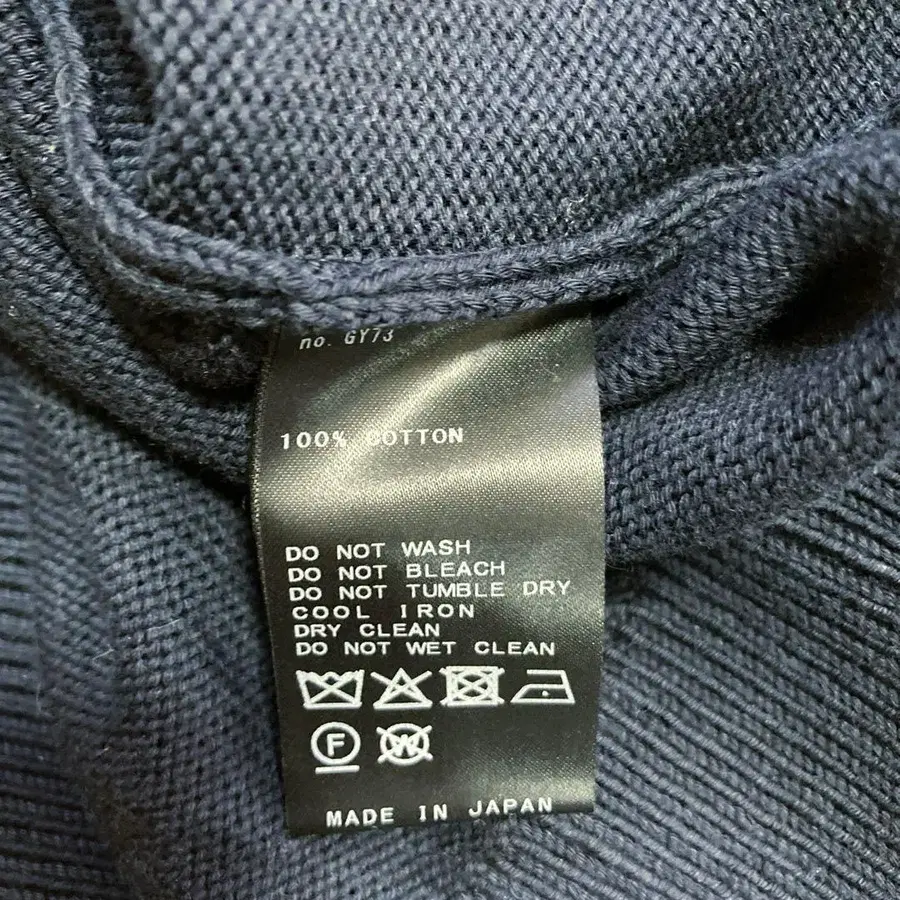 no. GY73
100% COTTON
DO NOT WASH
DO NOT BLEACH
DO NOT TUMBLE DRY
COOL IRON
DRY CLEAN
DO NOT WET CLEAN
F W
MADE IN JAPAN